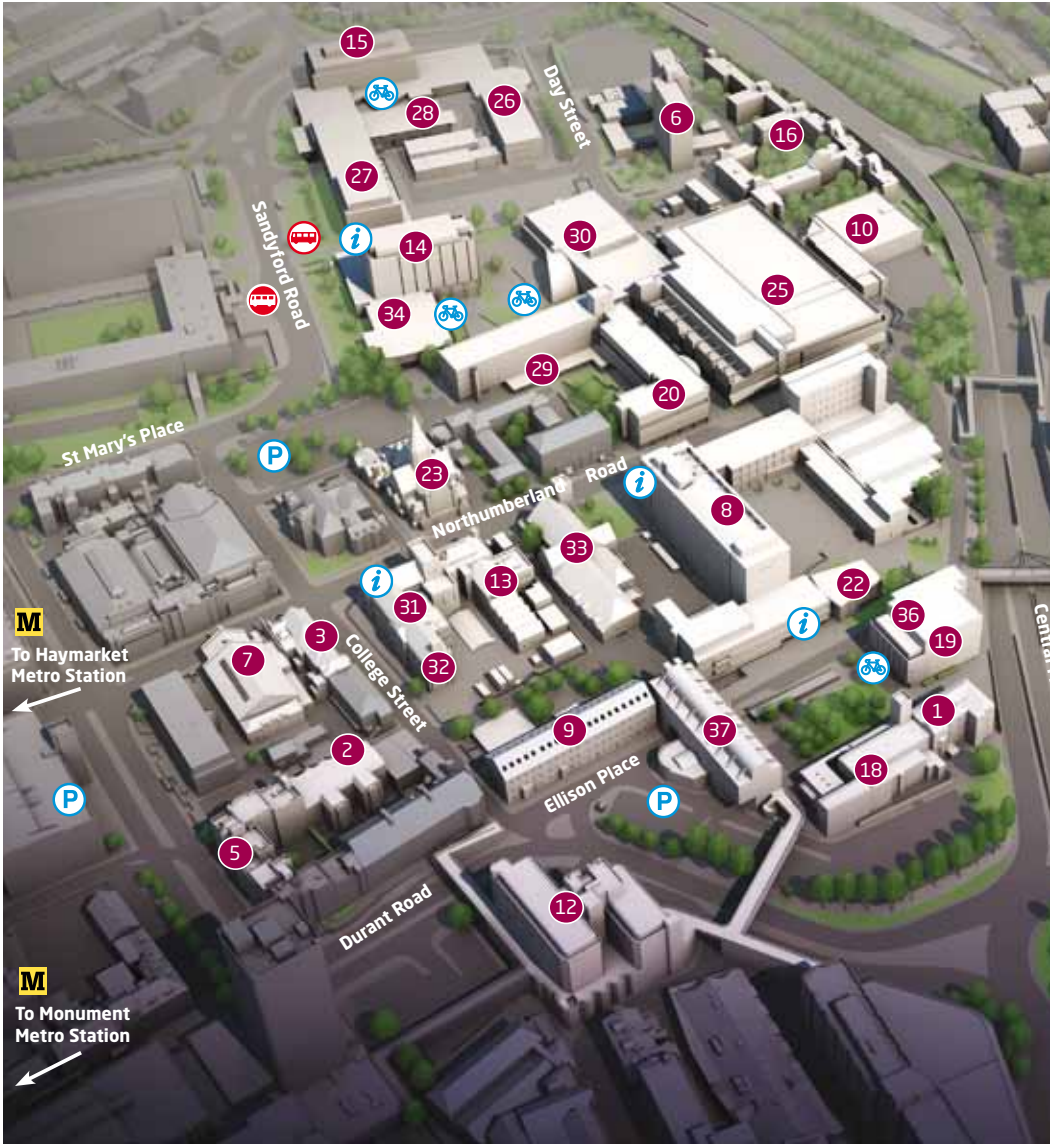 15
Day Street
26
28
6
16
27
Sandyford Road
i
14
30
10
25
34
29
20
St Mary's Place
P
23
Northumberland Road
i
8
33
i
13
31
22
i
36
19
M
To Haymarket
Metro Station
3
7
College Street
32
1
9
37
2
18
Ellison Place
P
P
5
12
Durant Road
M
To Monument
Metro Station